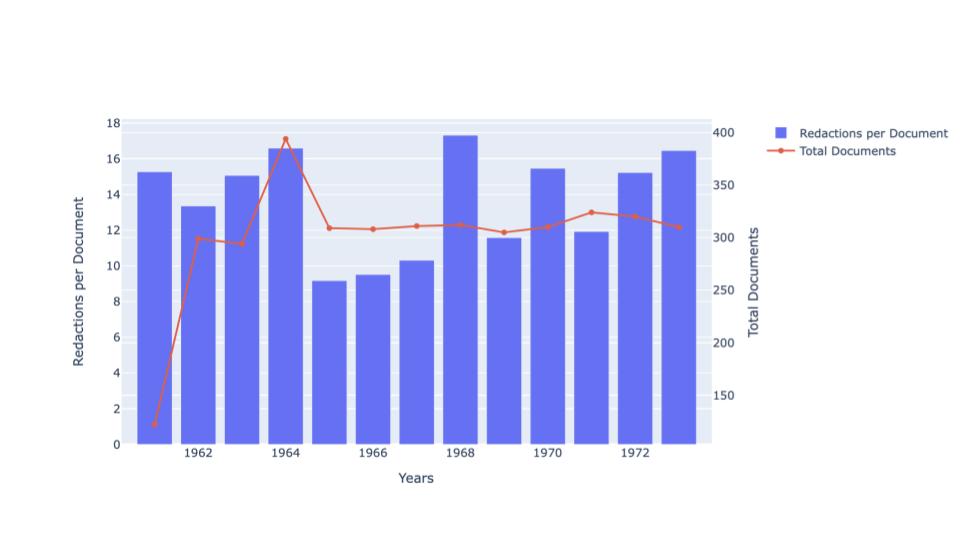 18
16
14
12
10
8
6
4
2
0
Redactions per Document
400
350
300
250
200
150
Total Documents
1962 1964 1966 1968 1970 1972
Years
Redactions per Document
Total Documents